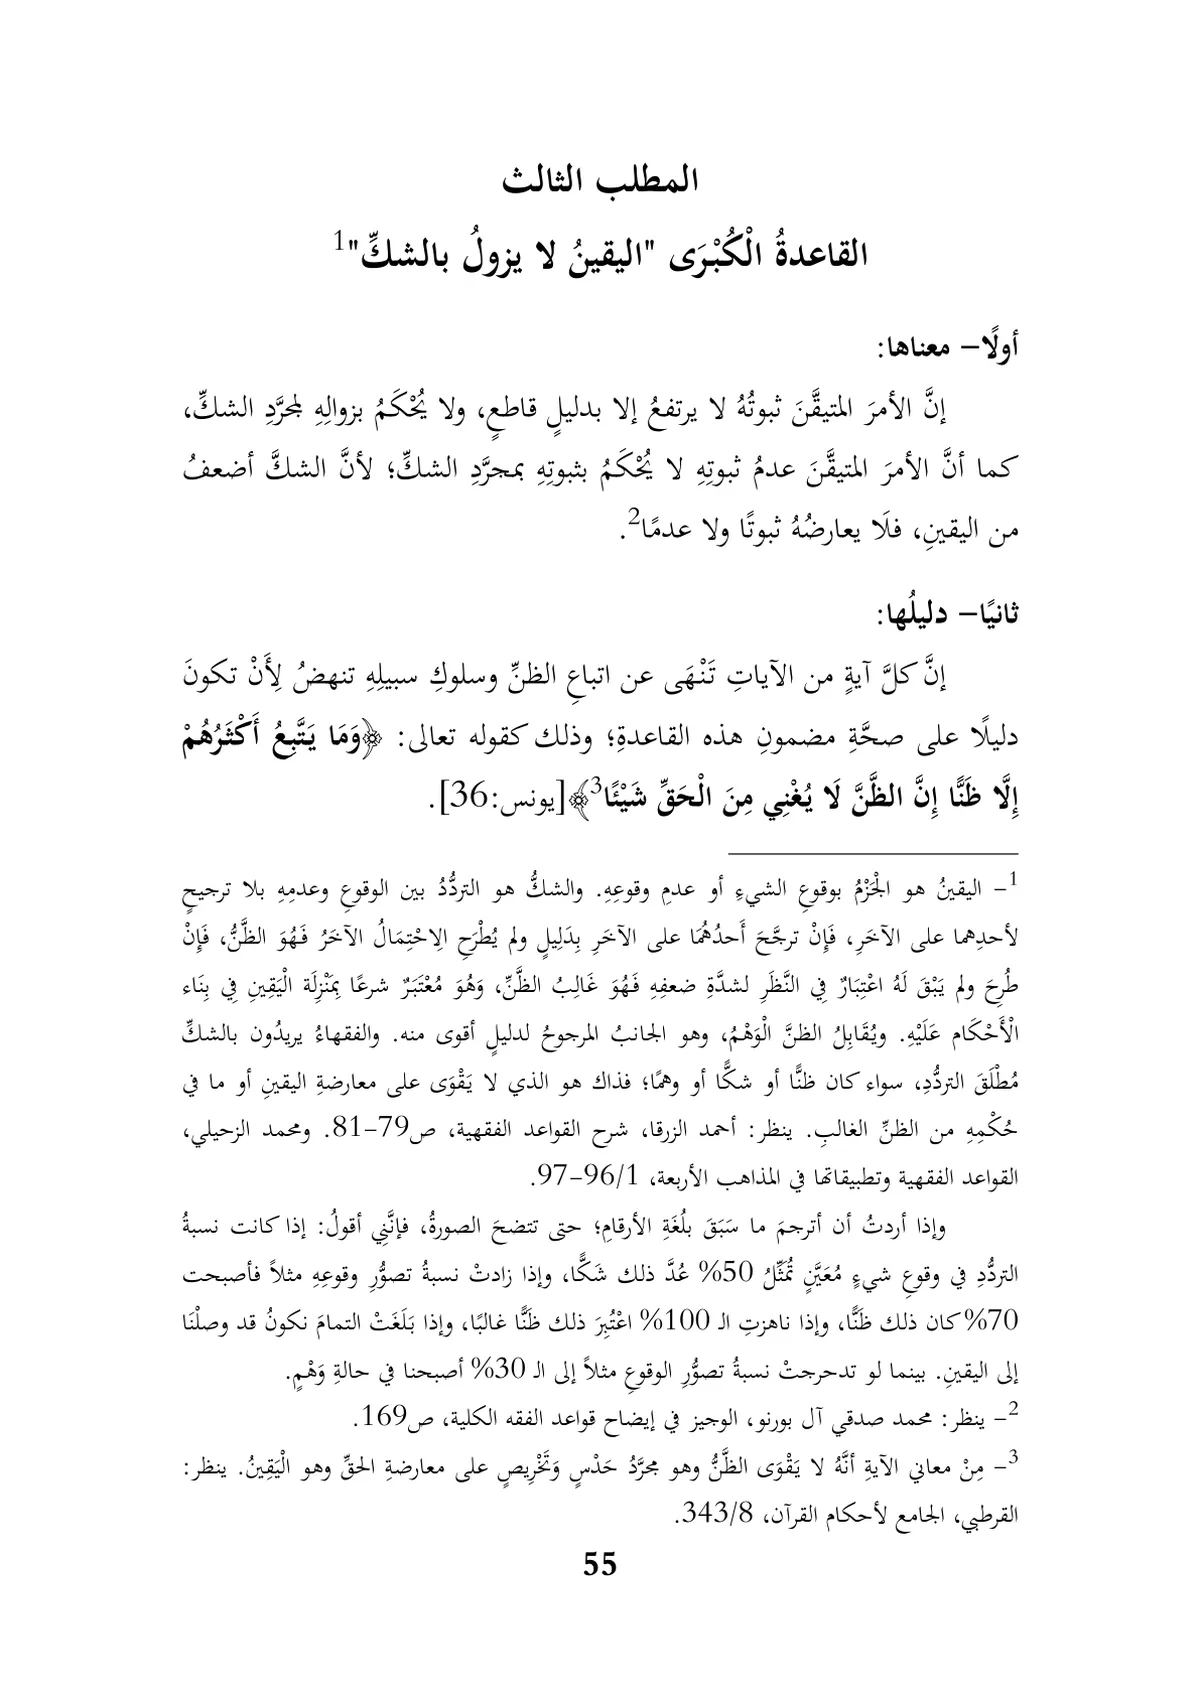 المطلب الثالث
القاعدةُ الْكُبْرَى "اليقينُ لا يزولُ بالشكِّ"1
أولًا– معناها:
إنَّ الأمرَ المتيقَّنَ ثبوتُهُ لا يرتفعُ إلا بدليلٍ قاطعٍ، ولا يُحْكَمُ بزوالِهِ لمجرَّدِ الشكِّ،
كما أنَّ الأمرَ المتيقَّنَ عدمُ ثبوتِهِ لا يُحْكَمُ بثبوتِهِ بمجرَّدِ الشكِّ؛ لأنَّ الشكَّ أضعفُ
من اليقينِ، فلَا يعارضُهُ ثبوتًا ولا عدمًا2.
ثانيًا– دليلُها:
إنَّ كلَّ آيةٍ من الآياتِ تَنْهَى عن اتباعِ الظنِّ وسلوكِ سبيلِهِ تنهضُ لِأَنْ تكونَ
دليلًا على صحَّةِ مضمونِ هذه القاعدةِ؛ وذلك كقوله تعالى: ﴿وَمَا يَتَّبِعُ أَكْثَرُهُمْ
إِلَّا ظَنًّا إِنَّ الظَّنَّ لَا يُغْنِي مِنَ الْحَقِّ شَيْئًا3﴾[يونس:36].
1– اليقينُ هو الْجَزْمُ بوقوعِ الشيءِ أو عدمِ وقوعِهِ. والشكُّ هو التردُّدُ بين الوقوعِ وعدمِهِ بلا ترجيحٍ
لأحدِهما على الآخَرِ، فَإِنْ ترجَّحَ أَحدُهُمَا على الآخَرِ بِدَلِيلٍ ولم يُطْرَحِ الِاحْتِمَالُ الآخَرُ فَهُوَ الظَّنُّ، فَإِنْ
طُرِحَ ولم يَبْقَ لَهُ اعْتِبَارٌ فِي النَّظَرِ لشدَّةِ ضعفِهِ فَهُوَ غَالِبُ الظَّنِّ، وَهُوَ مُعْتَبَرٌ شرعًا بِمَنْزِلَة الْيَقِينِ فِي بِنَاء
الْأَحْكَام عَلَيْهِ. ويُقَابِلُ الظنَّ الْوَهْمُ، وهو الجانبُ المرجوحُ لدليلٍ أقوى منه. والفقهاءُ يريدُون بالشكِّ
مُطْلَقَ التردُّدِ، سواء كان ظنًّا أو شكًّا أو وهمًا؛ فذاك هو الذي لا يَقْوَى على معارضةِ اليقينِ أو ما في
حُكْمِهِ من الظنِّ الغالبِ. ينظر: أحمد الزرقا، شرح القواعد الفقهية، ص79–81. ومحمد الزحيلي،
القواعد الفقهية وتطبيقاتها في المذاهب الأربعة، 96/1–97.
وإذا أردتُ أن أترجمَ ما سَبَقَ بلُغَةِ الأرقامِ؛ حتى تتضحَ الصورةُ، فإنَّنِي أقولُ: إذا كانت نسبةُ
التردُّدِ في وقوعِ شيءٍ مُعَيَّنٍ تُمَثِّلُ 50% عُدَّ ذلك شَكًّا، وإذا زادتْ نسبةُ تصوُّرِ وقوعِهِ مثلاً فأصبحت
70% كان ذلك ظَنًّا، وإذا ناهزتِ الـ 100% اعْتُبِرَ ذلك ظَنًّا غالبًا، وإذا بَلَغَتْ التمامَ نكونُ قد وصلْنَا
إلى اليقينِ. بينما لو تدحرجتْ نسبةُ تصوُّرِ الوقوعِ مثلاً إلى الـ 30% أصبحنا في حالةِ وَهْمٍ.
2– ينظر: محمد صدقي آل بورنو، الوجيز في إيضاح قواعد الفقه الكلية، ص169.
3– مِنْ معاني الآيةِ أنَّهُ لا يَقْوَى الظَّنُّ وهو مجرَّدُ حَدْسٍ وَتَخْرِيصٍ على معارضةِ الحقِّ وهو الْيَقِينُ. ينظر:
القرطبي، الجامع لأحكام القرآن، 343/8.
55